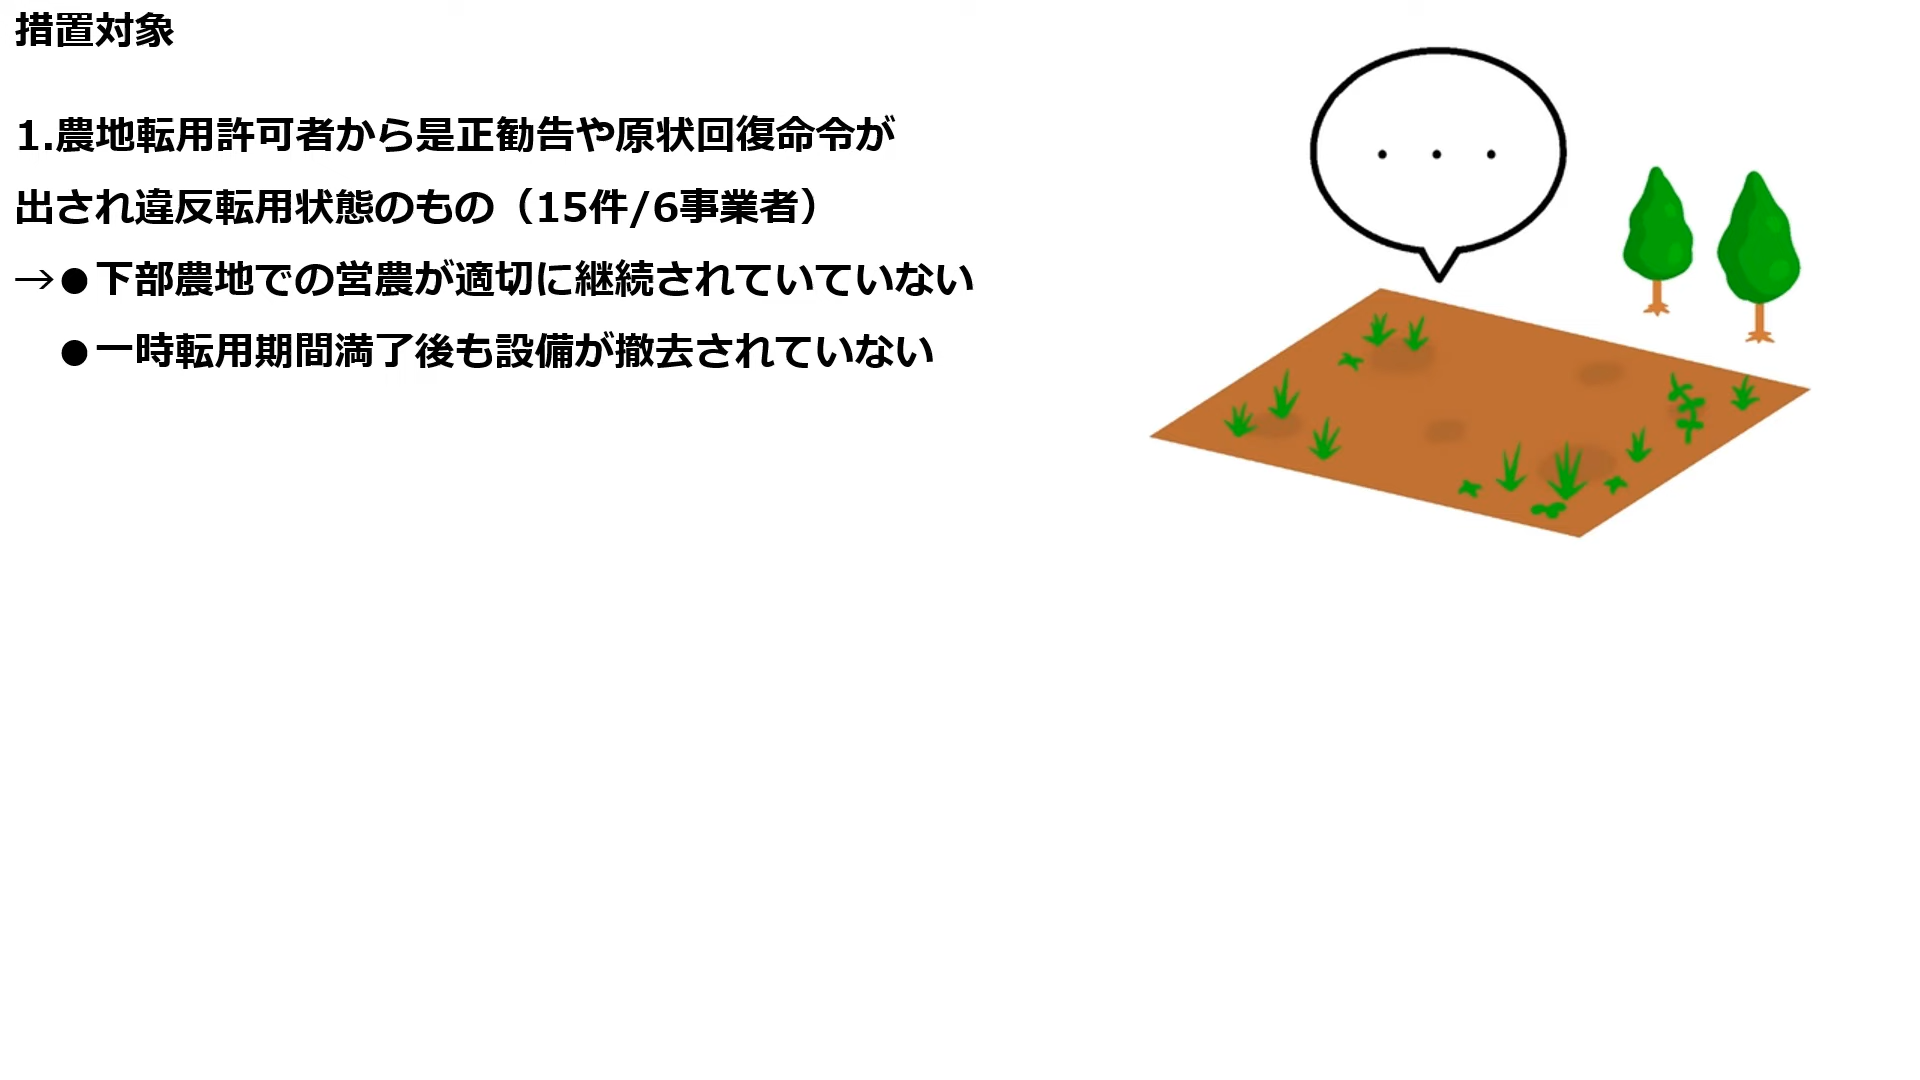 措置対象
1.農地転用許可者から是正勧告や原状回復命令が
出され違反転用状態のもの（15件/6事業者）
→●下部農地での営農が適切に継続されていていない
●一時転用期間満了後も設備が撤去されていない
・・・